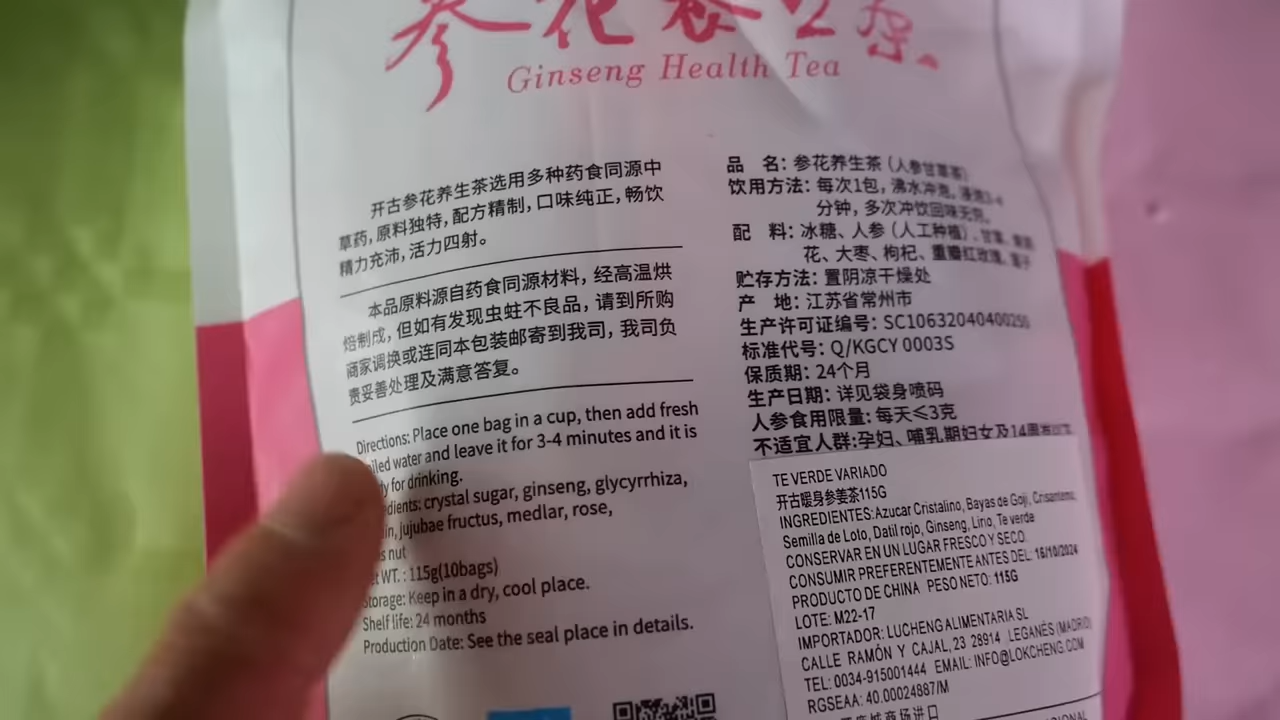 参花养生茶
Ginseng Health Tea
开古参花养生茶选用多种药食同源中
草药，原料独特，配方精制，口味纯正，畅饮
精力充沛，活力四射。
本品原料源自药食同源材料，经高温烘
焙制成，但如有发现虫蛀不良品，请到所购
商家调换或连同本包装邮寄到我司，我司负
责妥善处理及满意答复。
Directions: Place one bag in a cup, then add fresh
water and leave it for 3-4 minutes and it is
for drinking.
crystal sugar, ginseng, glycyrrhiza,
jujubae fructus, medlar, rose,
nut
WT. : 115g(10bags)
Storage: Keep in a dry, cool place.
Shelf life: 24 months
Production Date: See the seal place in details.
品 名：参花养生茶（人参甘草茶）
饮用方法：每次1包，沸水冲泡，浸泡3-4
分钟，多次冲饮回味无穷。
配 料：冰糖、人参（人工种植）、甘草、
花、大枣、枸杞、重瓣红玫瑰、
贮存方法：置阴凉干燥处
产 地：江苏省常州市
生产许可证编号：SC10632040400250
标准代号：Q/KGCY 0003S
保质期：24个月
生产日期：详见袋身喷码
人参食用限量：每天≤3克
不适宜人群：孕妇、哺乳期妇女及14周岁以下
TE VERDE VARIADO
开古暖身参姜茶115G
INGREDIENTES: Azucar Cristalino, Bayas de Goji, Crisantemo,
Semilla de Loto, Datil rojo, Ginseng, Lirio, Te verde
CONSERVAR EN UN LUGAR FRESCO Y SECO.
CONSUMIR PREFERENTEMENTE ANTES DEL: 16/10/2024
PRODUCTO DE CHINA PESO NETO: 115G
LOTE: M22-17
IMPORTADOR: LUCHENG ALIMENTARIA SL
CALLE RAMÓN Y CAJAL, 23 28914 LEGANÉS (MADRID)
TEL: 0034-915001444 EMAIL: INFO@LOKCHENG.COM
RGSEAA: 40.00024887/M
商场进口